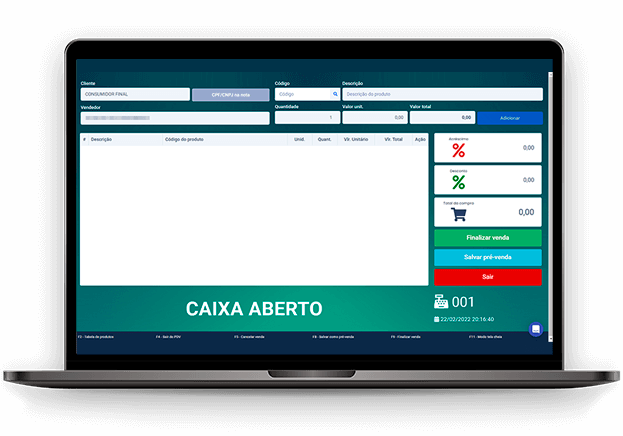 Cliente
Código
Descrição
CONSUMIDOR FINAL
CPF/CNPJ na nota
Código
Descrição do produto
Vendedor
Quantidade
Valor unit.
Valor total
1
0,00
0,00
Adicionar
# Descrição Código do produto Unid. Quant. Vlr. Unitário Vlr. Total Ação
Acréscimo
% 0,00
Desconto
% 0,00
Total da compra
0,00
Finalizar venda
Salvar pré-venda
Sair
CAIXA ABERTO
001
22/02/2022 20:16:40
F3 - Tabela de produtos
F4 - Sair do PDV
F5 - Cancelar venda
F8 - Salvar como pré-venda
F9 - Finalizar venda
F11 - Modo tela cheia